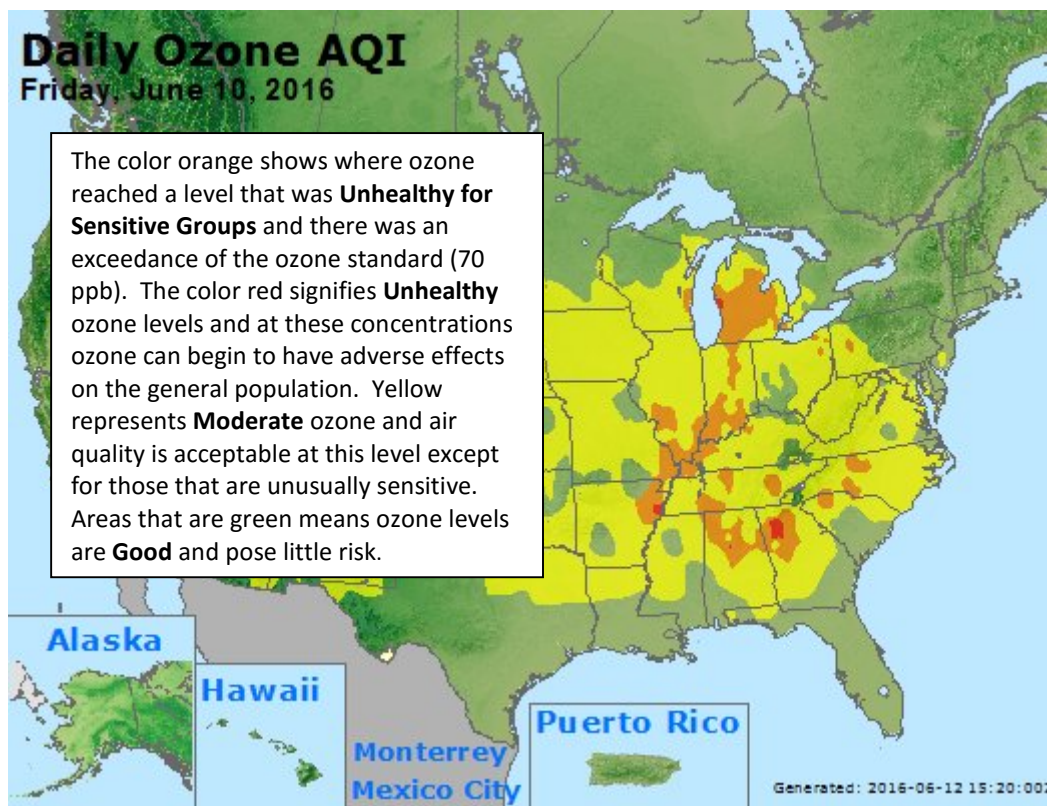 Daily Ozone AQI
Friday, June 10, 2016
The color orange shows where ozone
reached a level that was Unhealthy for
Sensitive Groups and there was an
exceedance of the ozone standard (70
ppb). The color red signifies Unhealthy
ozone levels and at these concentrations
ozone can begin to have adverse effects
on the general population. Yellow
represents Moderate ozone and air
quality is acceptable at this level except
for those that are unusually sensitive.
Areas that are green means ozone levels
are Good and pose little risk.
Alaska
Hawaii
Monterrey
Mexico City
Puerto Rico
Generated: 2016-06-12 15:20:00Z